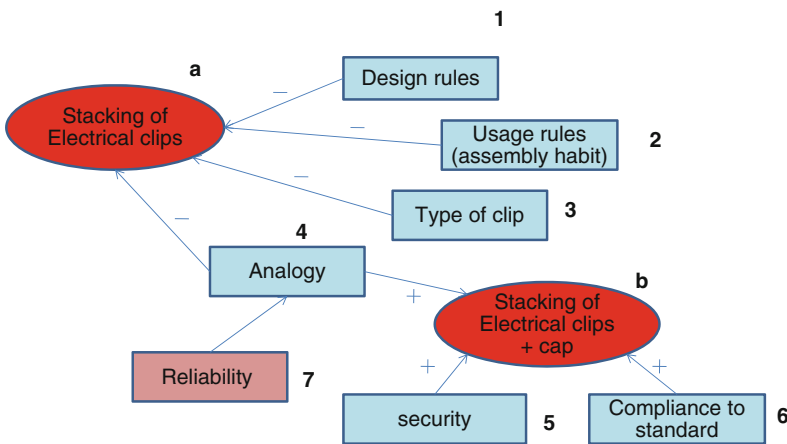 1
a
Design rules
Stacking of
Electrical clips
−
−
Usage rules
(assembly habit)
2
−
Type of clip
3
−
4
Analogy
b
+
Stacking of
Electrical clips
+ cap
Reliability
7
+
+
security
5
Compliance to
standard
6